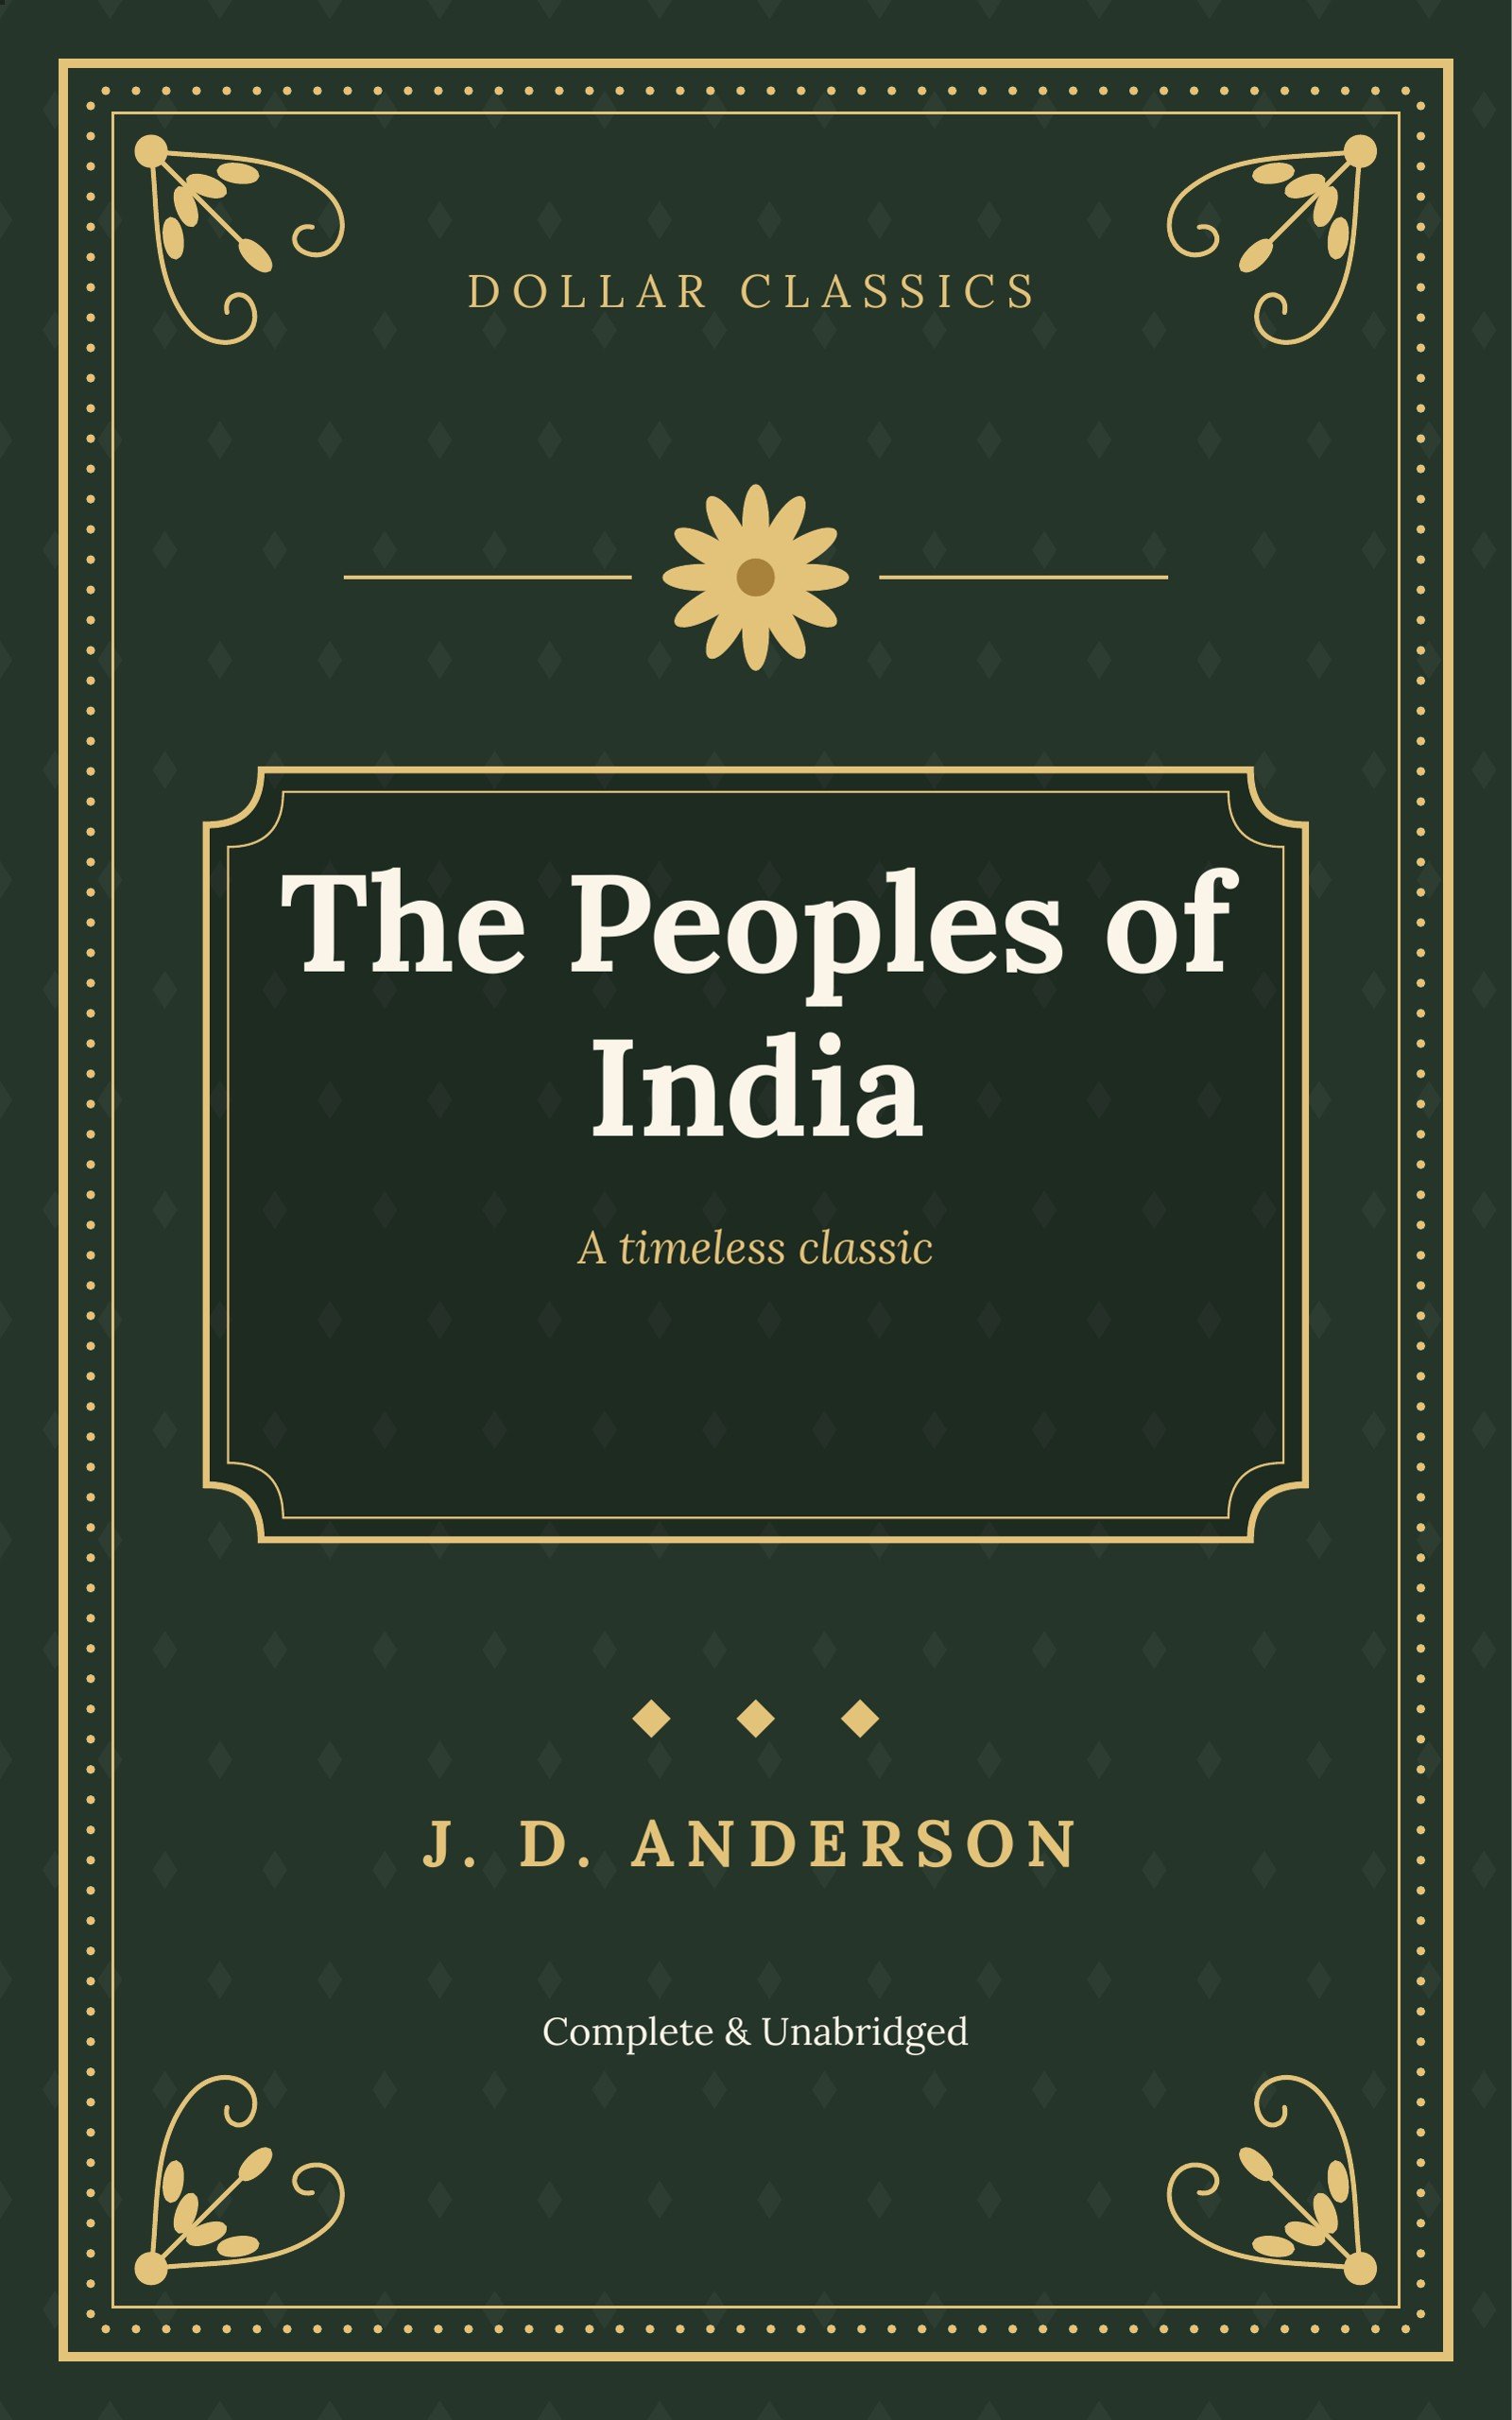 DOLLAR CLASSICS
The Peoples of
India
A timeless classic
J. D. ANDERSON
Complete & Unabridged